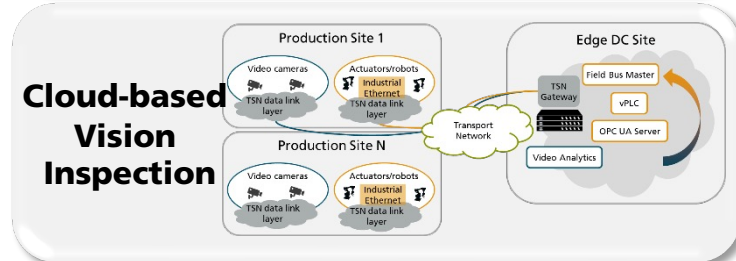 Cloud-based
Vision
Inspection
Production Site 1
Video cameras
TSN data link
layer
Actuators/robots
Industrial
Ethernet
TSN data link
layer
Production Site N
Video cameras
TSN data link
layer
Actuators/robots
Industrial
Ethernet
TSN data link
layer
Transport
Network
Edge DC Site
TSN
Gateway
Field Bus Master
vPLC
OPC UA Server
Video Analytics